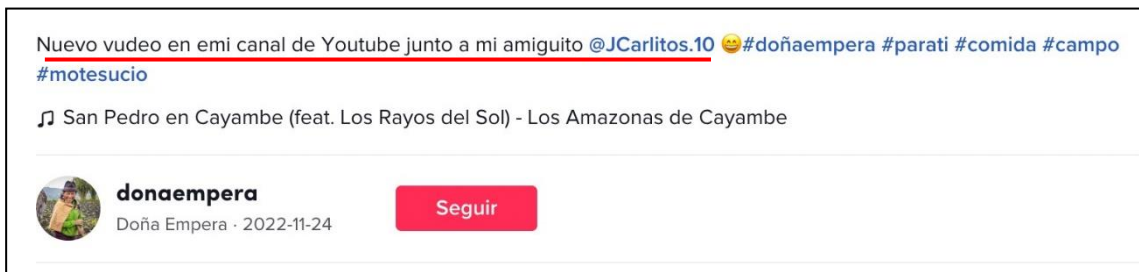 Nuevo vudeo en emi canal de Youtube junto a mi amiguito @JCarlitos.10 😄#doñaempera #parati #comida #campo
#motesucio
♫ San Pedro en Cayambe (feat. Los Rayos del Sol) - Los Amazonas de Cayambe
donaempera
Seguir
Doña Empera · 2022-11-24